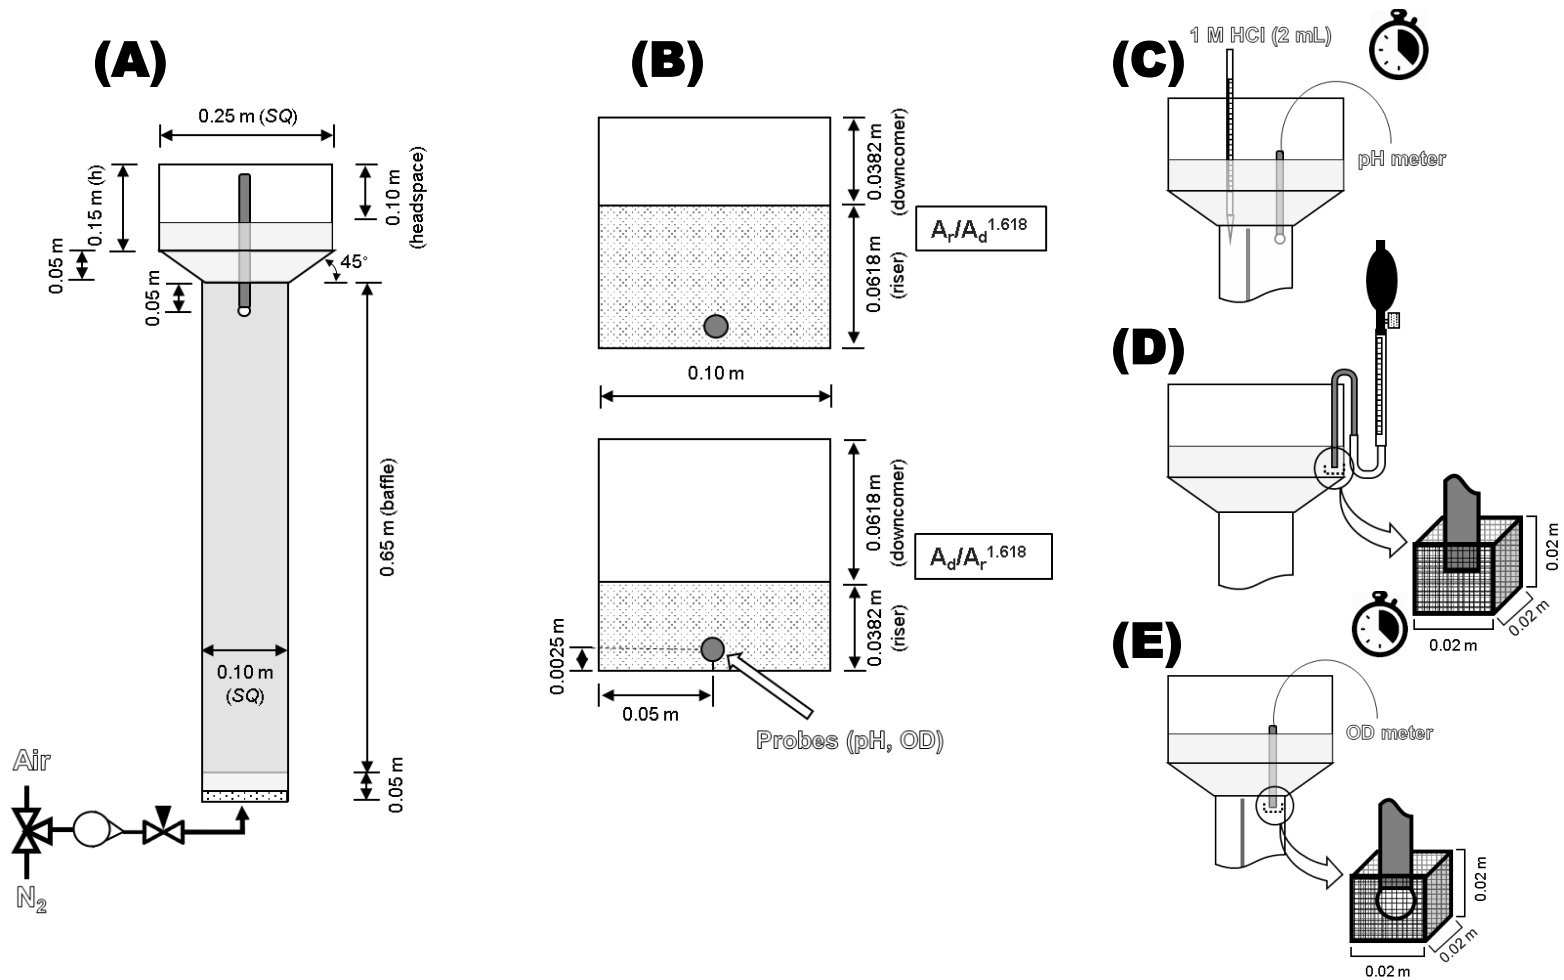 (A)
0.25 m (SQ)
0.15 m (h)
0.10 m
(headspace)
0.05 m
45°
0.05 m
0.65 m (baffle)
0.10 m
(SQ)
0.05 m
Air
N2
(B)
0.0382 m
(downcomer)
0.0618 m
(riser)
Ar/Ad1.618
0.10 m
0.0618 m
(downcomer)
0.0382 m
(riser)
Ad/Ar1.618
0.0025 m
0.05 m
Probes (pH, OD)
(C)
1 M HCl (2 mL)
pH meter
(D)
0.02 m
0.02 m
0.02 m
(E)
OD meter
0.02 m
0.02 m
0.02 m